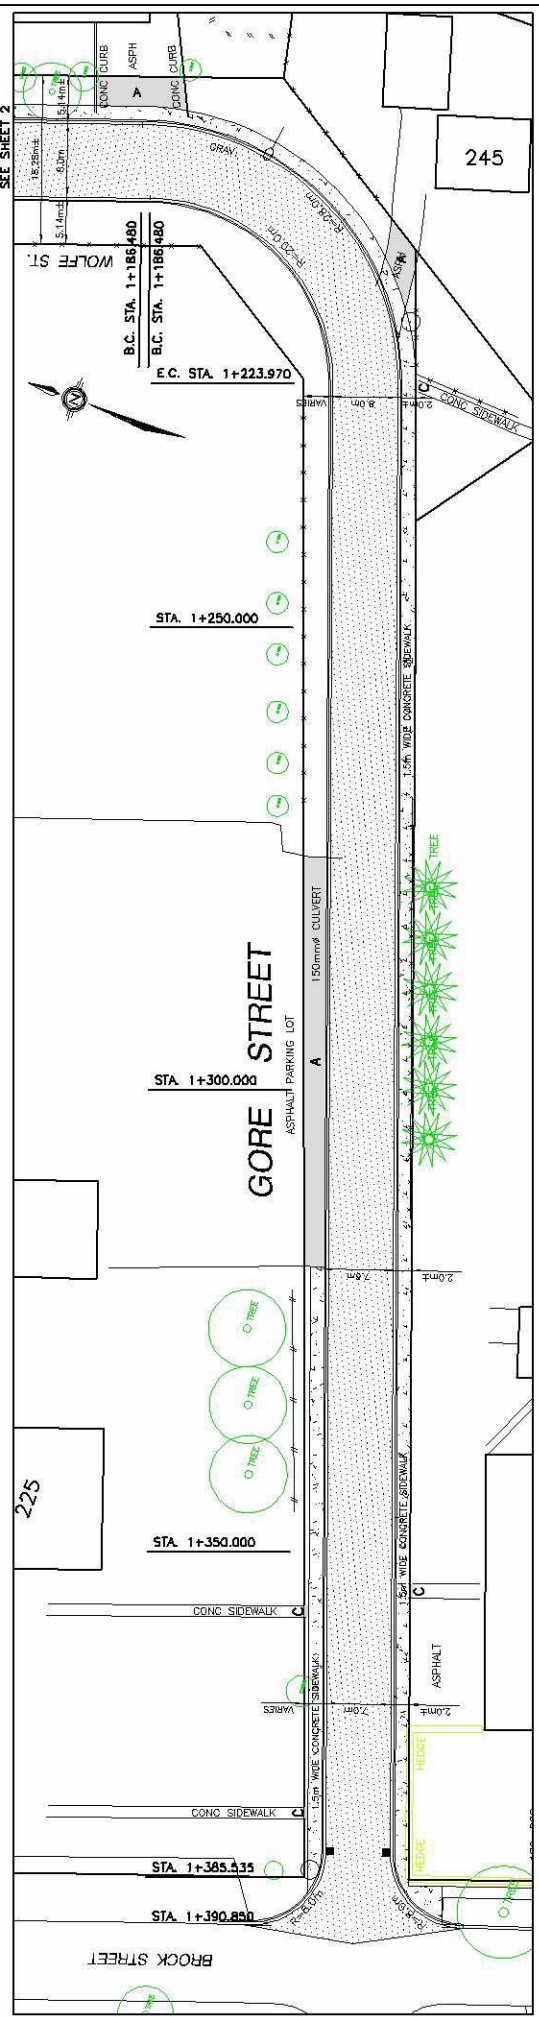 SEE SHEET 2
CONC CURB
ASPH
CONC CURB
A
TREE
5.14m±
18.28m±
8.0m
5.14m±
GRAV.
245
R=28.0m
R=20.0m
ASPH
WOLFE ST.
B.C. STA. 1+186.480
B.C. STA. 1+186.480
E.C. STA. 1+223.970
VARIES
8.0m
2.0m±
C
CONC SIDEWALK
N
STA. 1+250.000
1.5m WIDE CONCRETE SIDEWALK
TREE
150mmØ CULVERT
GORE STREET
ASPHALT PARKING LOT
A
STA. 1+300.000
7.8m
2.0m±
TREE
TREE
TREE
225
STA. 1+350.000
1.5m WIDE CONCRETE SIDEWALK
CONC SIDEWALK C
C
ASPHALT
VARIES
7.9m
2.0m±
1.5m WIDE CONCRETE SIDEWALK
HEDGE
CONC SIDEWALK C
HEDGE
STA. 1+385.535
STA. 1+390.850
R=8.0m
R=8.0m
TREE
BROCK STREET
TREE